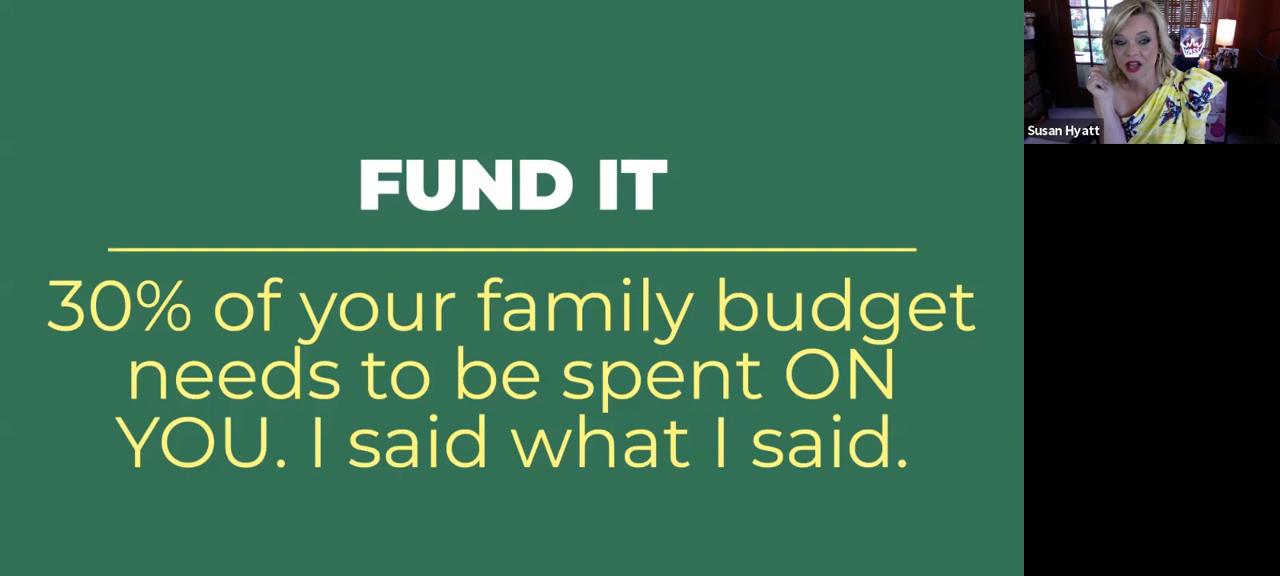 FUND IT
30% of your family budget
needs to be spent ON
YOU. I said what I said.
Susan Hyatt